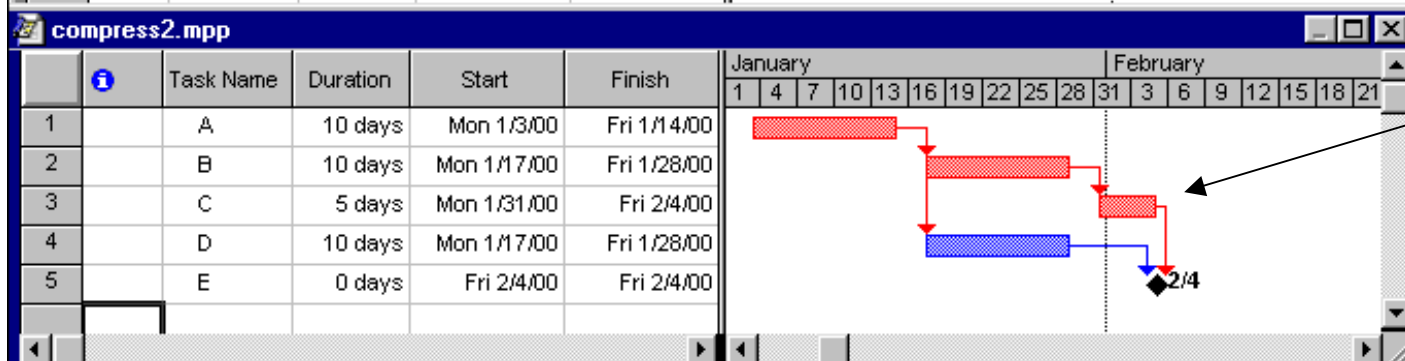 compress2.mpp
Task Name Duration Start Finish January February
1 4 7 10 13 16 19 22 25 28 31 3 6 9 12 15 18 21
1 A 10 days Mon 1/3/00 Fri 1/14/00
2 B 10 days Mon 1/17/00 Fri 1/28/00
3 C 5 days Mon 1/31/00 Fri 2/4/00
4 D 10 days Mon 1/17/00 Fri 1/28/00
5 E 0 days Fri 2/4/00 Fri 2/4/00 2/4